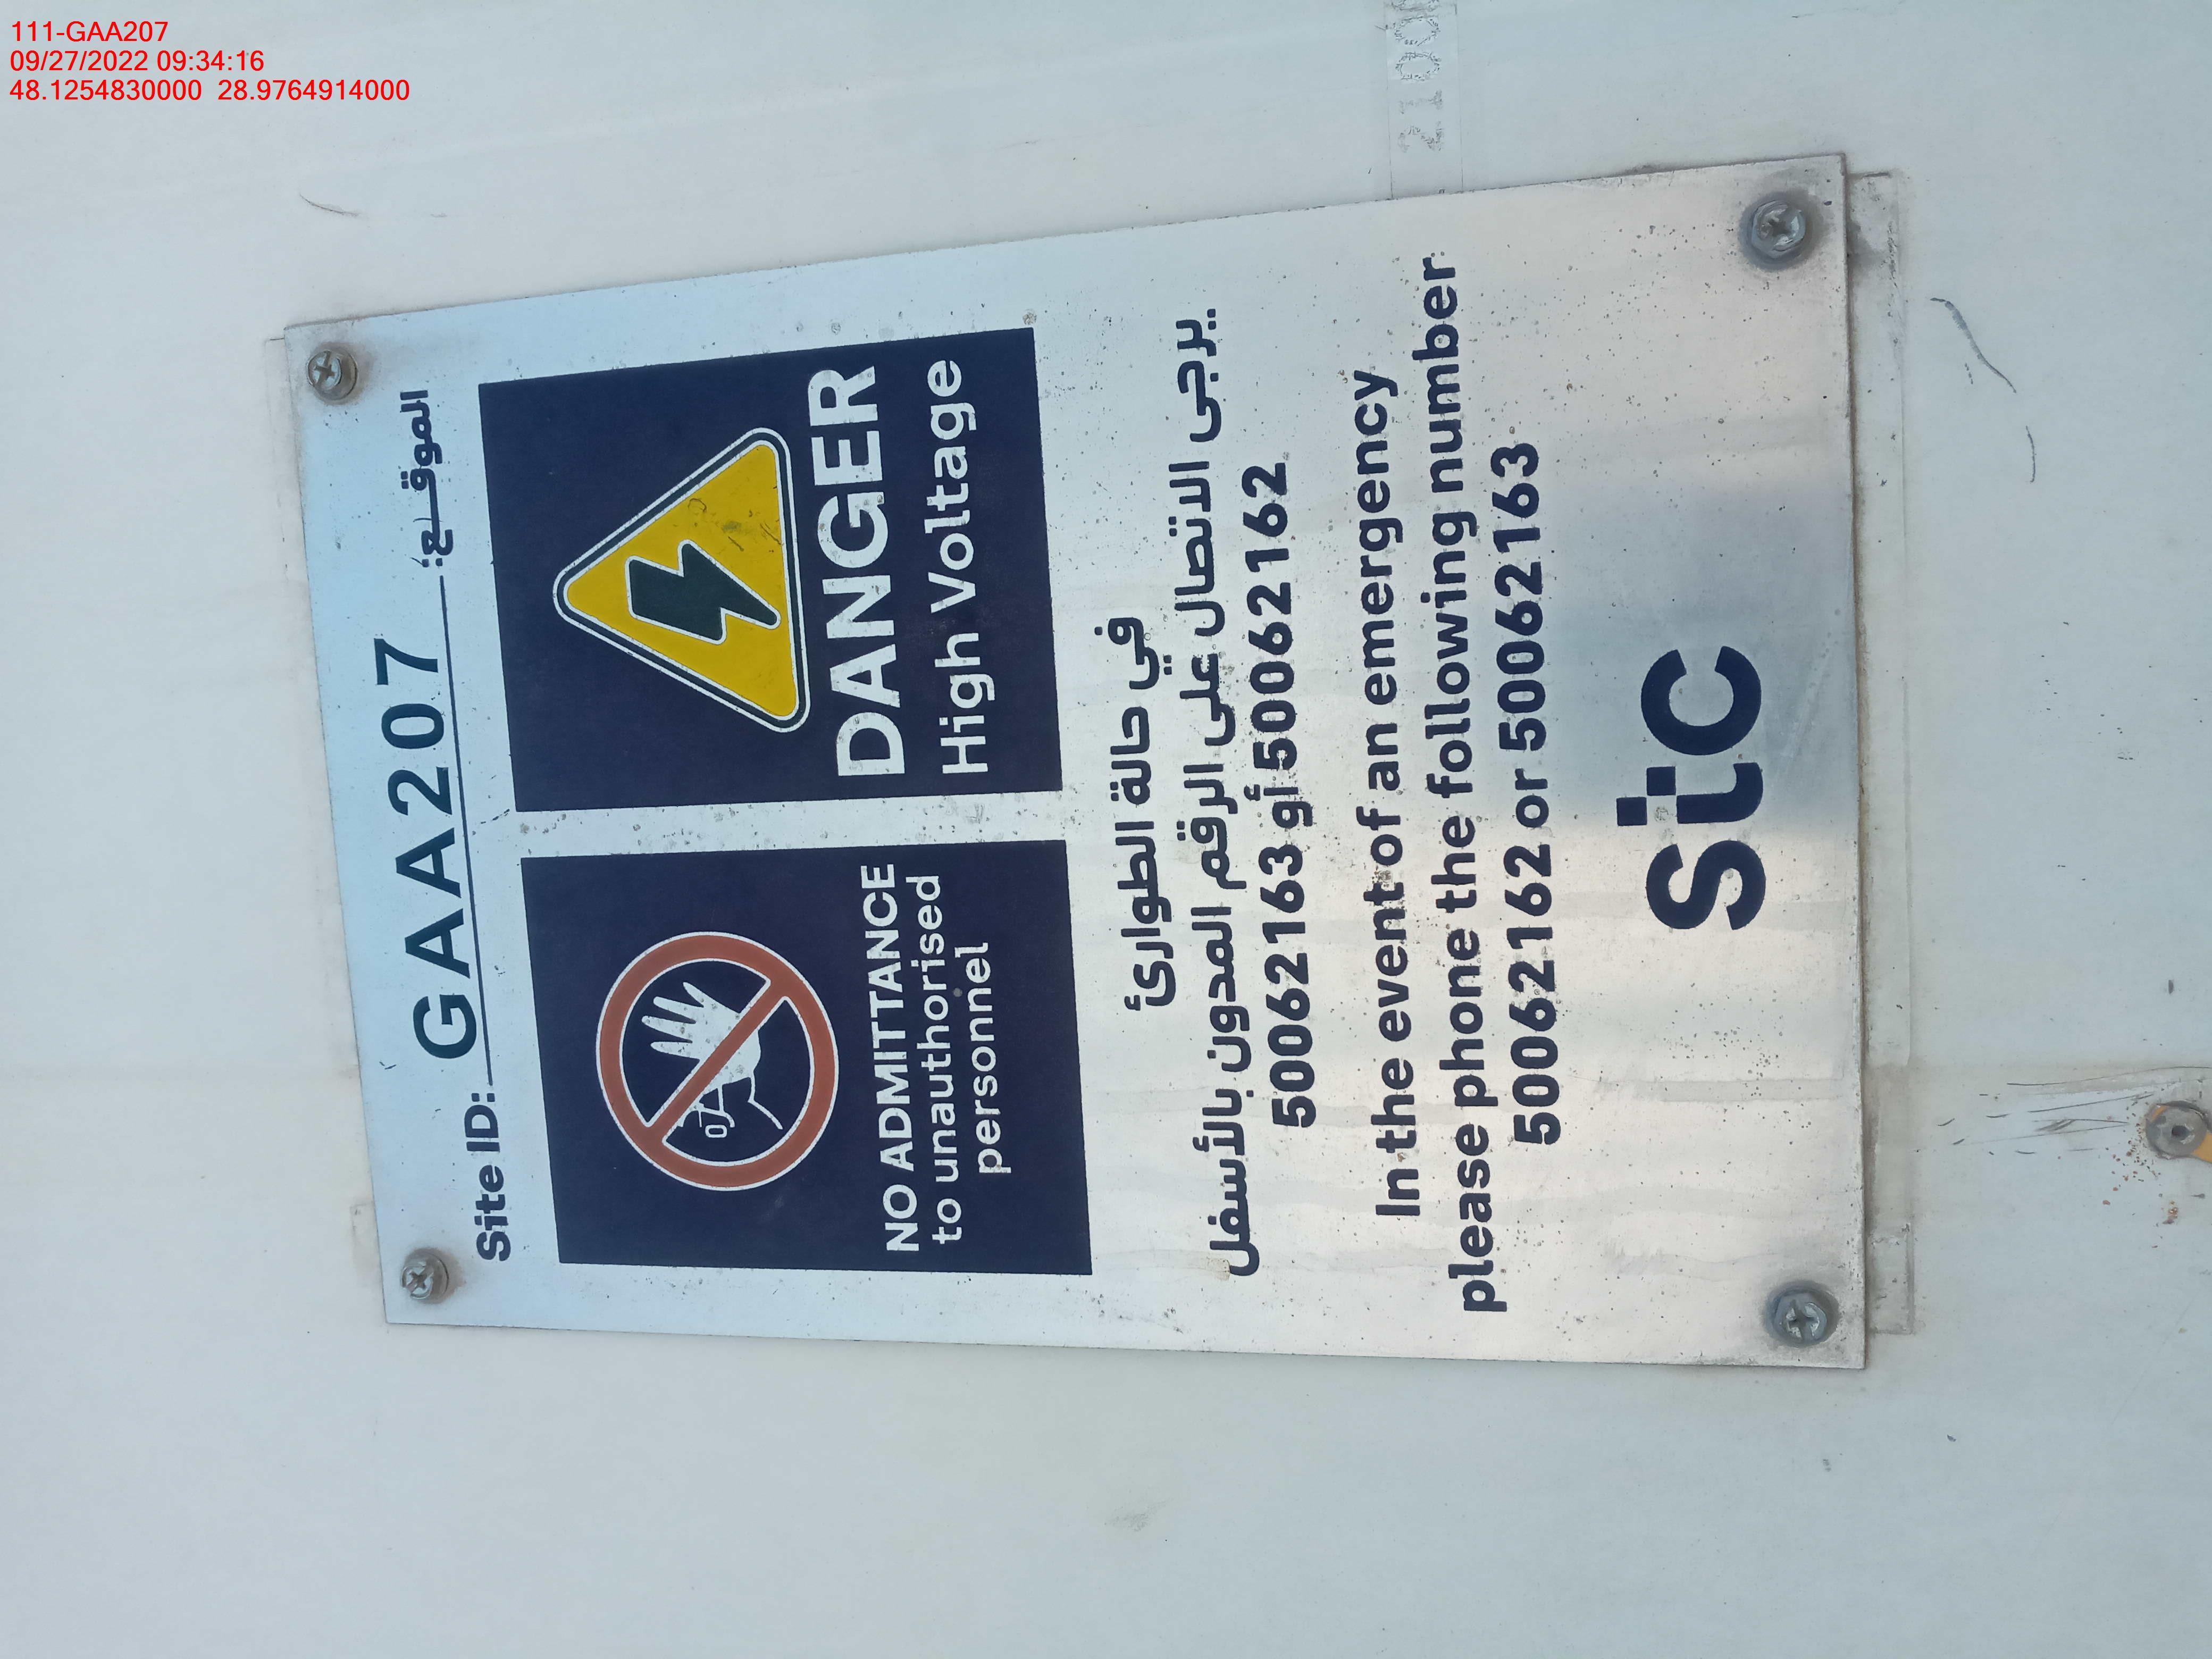 111-GAA207
09/27/2022 09:34:16
48.1254830000 28.9764914000
Site ID: GAA207 الموقـــع:
NO ADMITTANCE
to unauthorised
personnel
DANGER
High Voltage
في حالة الطوارئ
يرجى الاتصال على الرقم المدون بالأسفل
50062163 أو 50062162
In the event of an emergency
please phone the following number
50062162 or 50062163
stc